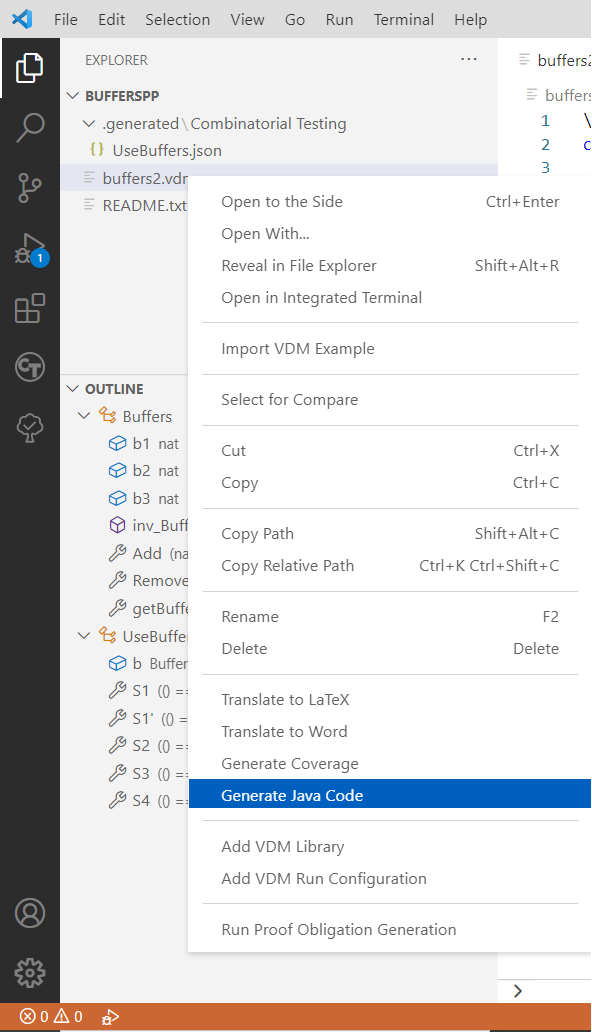 File Edit Selection View Go Run Terminal Help
EXPLORER ...
BUFFERSPP
.generated\Combinatorial Testing
{} UseBuffers.json
buffers2.vdm
README.txt
OUTLINE
Buffers
b1 nat
b2 nat
b3 nat
inv_Buff
Add (na
Remove
getBuffe
UseBuffe
b Buffer
S1 (() ==
S1' (() =
S2 (() ==
S3 (() ==
S4 (() ==
buffers2
buffers
1 \
2 c
3
Open to the Side Ctrl+Enter
Open With...
Reveal in File Explorer Shift+Alt+R
Open in Integrated Terminal
Import VDM Example
Select for Compare
Cut Ctrl+X
Copy Ctrl+C
Copy Path Shift+Alt+C
Copy Relative Path Ctrl+K Ctrl+Shift+C
Rename F2
Delete Delete
Translate to LaTeX
Translate to Word
Generate Coverage
Generate Java Code
Add VDM Library
Add VDM Run Configuration
Run Proof Obligation Generation
1
0 0